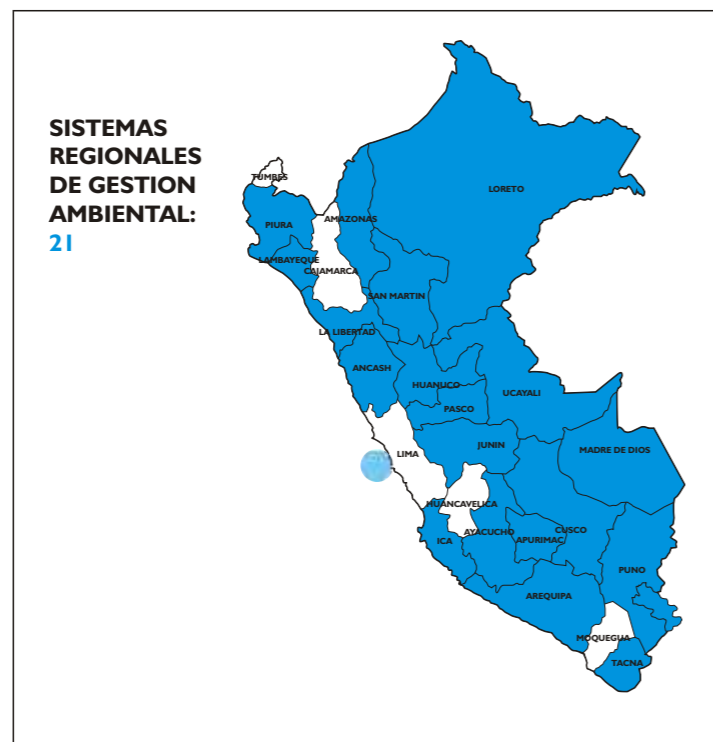 SISTEMAS
REGIONALES
DE GESTION
AMBIENTAL:
21
TUMBES
LORETO
AMAZONAS
PIURA
LAMBAYEQUE
CAJAMARCA
SAN MARTIN
LA LIBERTAD
ANCASH
HUANUCO
UCAYALI
PASCO
JUNIN
MADRE DE DIOS
LIMA
HUANCAVELICA
AYACUCHO
CUSCO
APURIMAC
ICA
PUNO
AREQUIPA
MOQUEGUA
TACNA